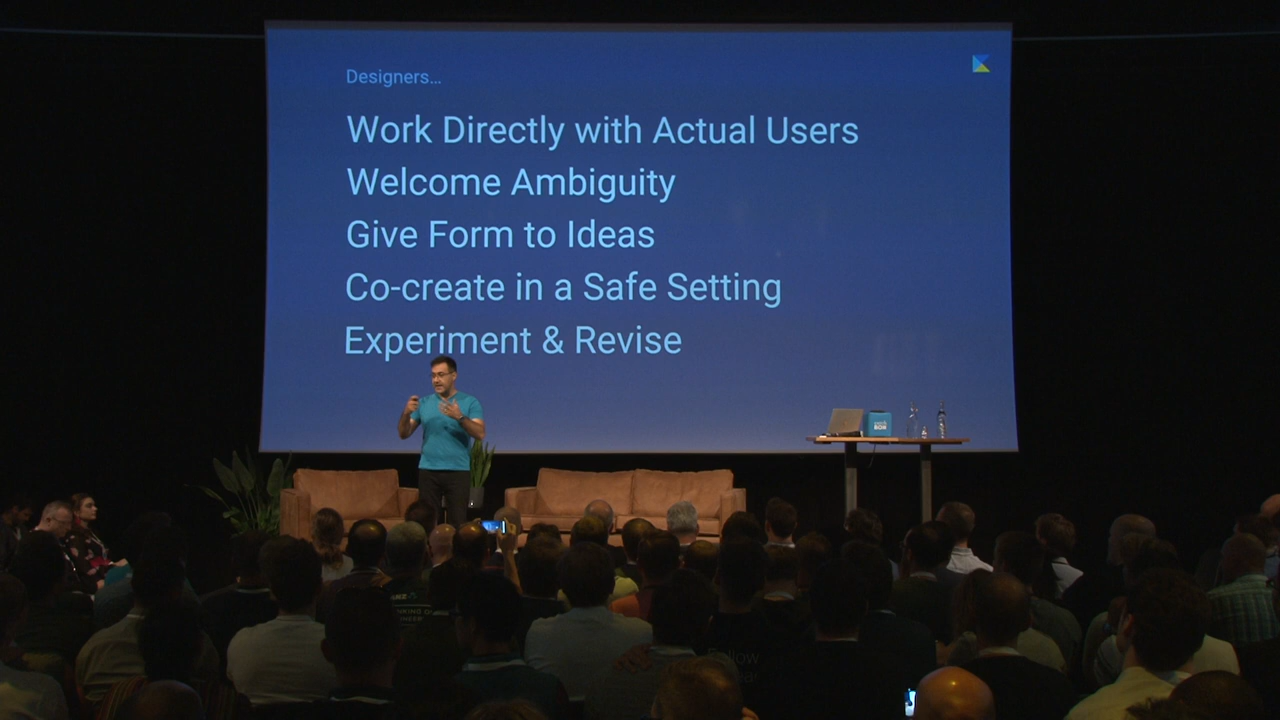 Designers…
Work Directly with Actual Users
Welcome Ambiguity
Give Form to Ideas
Co-create in a Safe Setting
Experiment & Revise
Follow